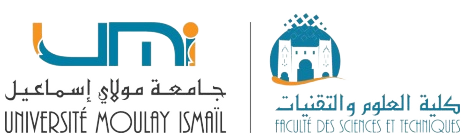 umi
جامعة مولاي إسماعيل
UNIVERSITÉ MOULAY ISMAÏL
كلية العلوم والتقنيات
FACULTÉ DES SCIENCES ET TECHNIQUES